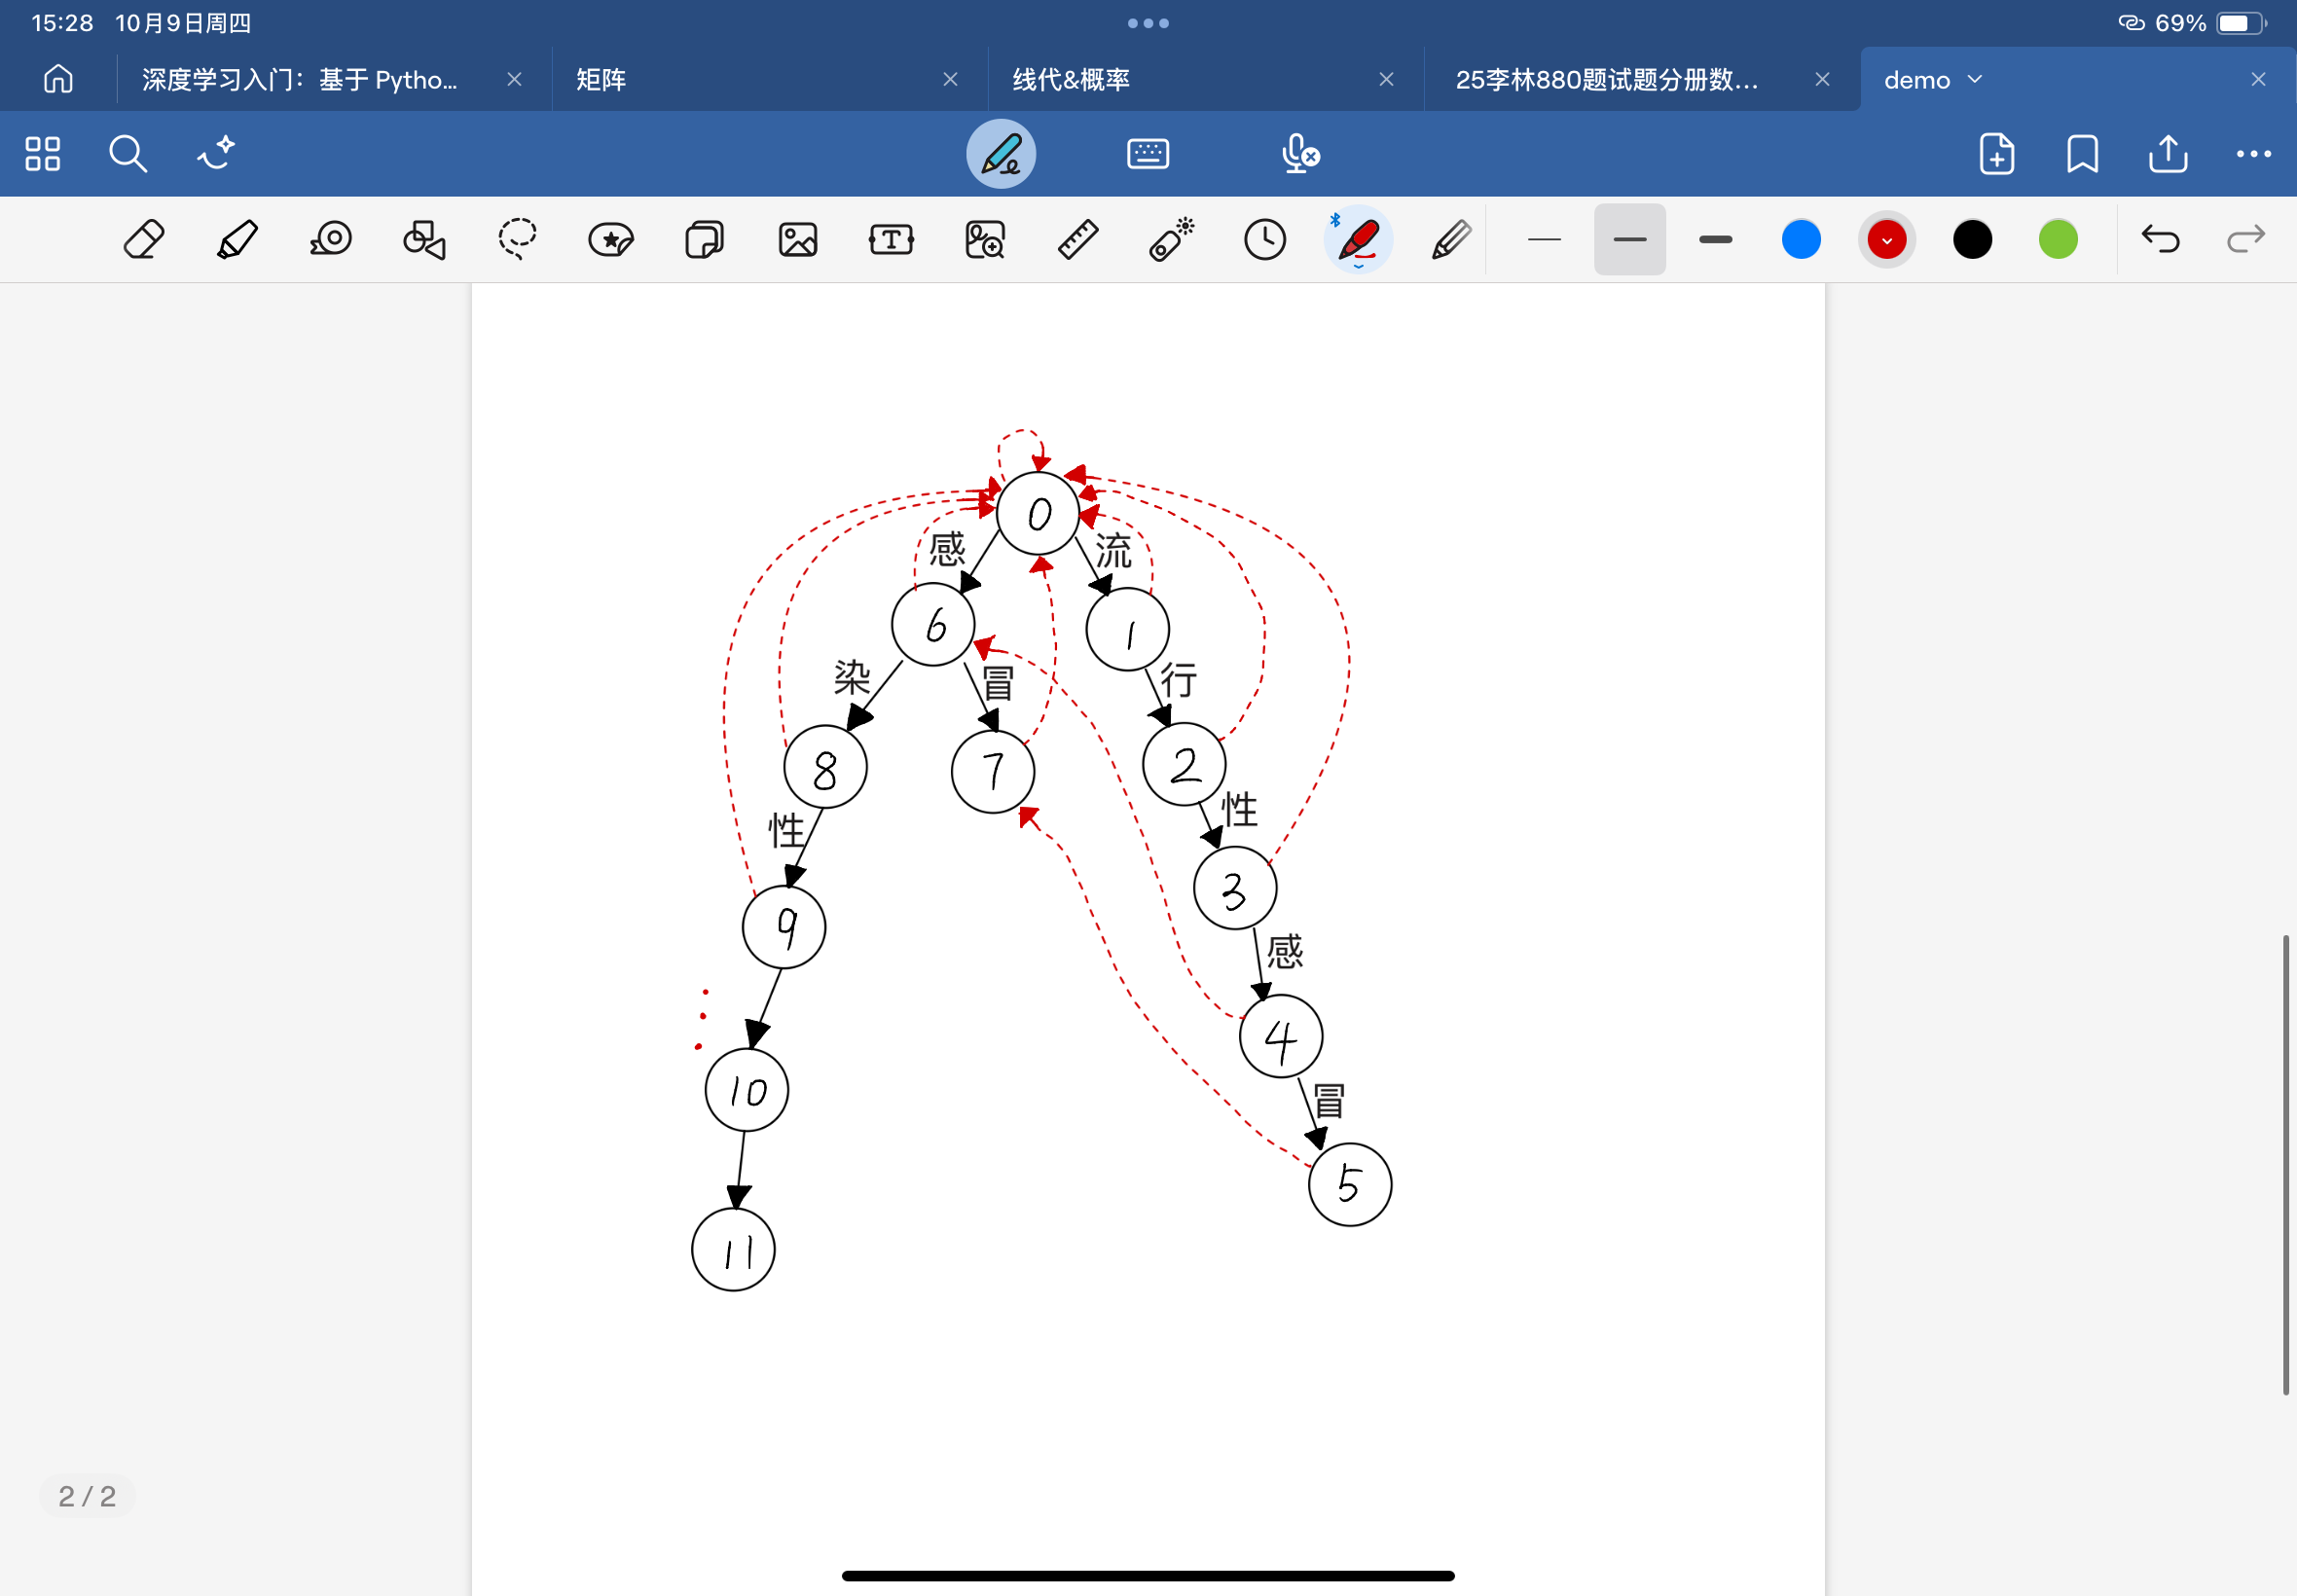 15:28 10月9日周四
69%
深度学习入门：基于 Pytho...
矩阵
线代&概率
25李林880题试题分册数...
demo
T
0
感
流
6
1
染
冒
行
8
7
2
性
性
3
9
感
4
10
冒
5
11
2 / 2